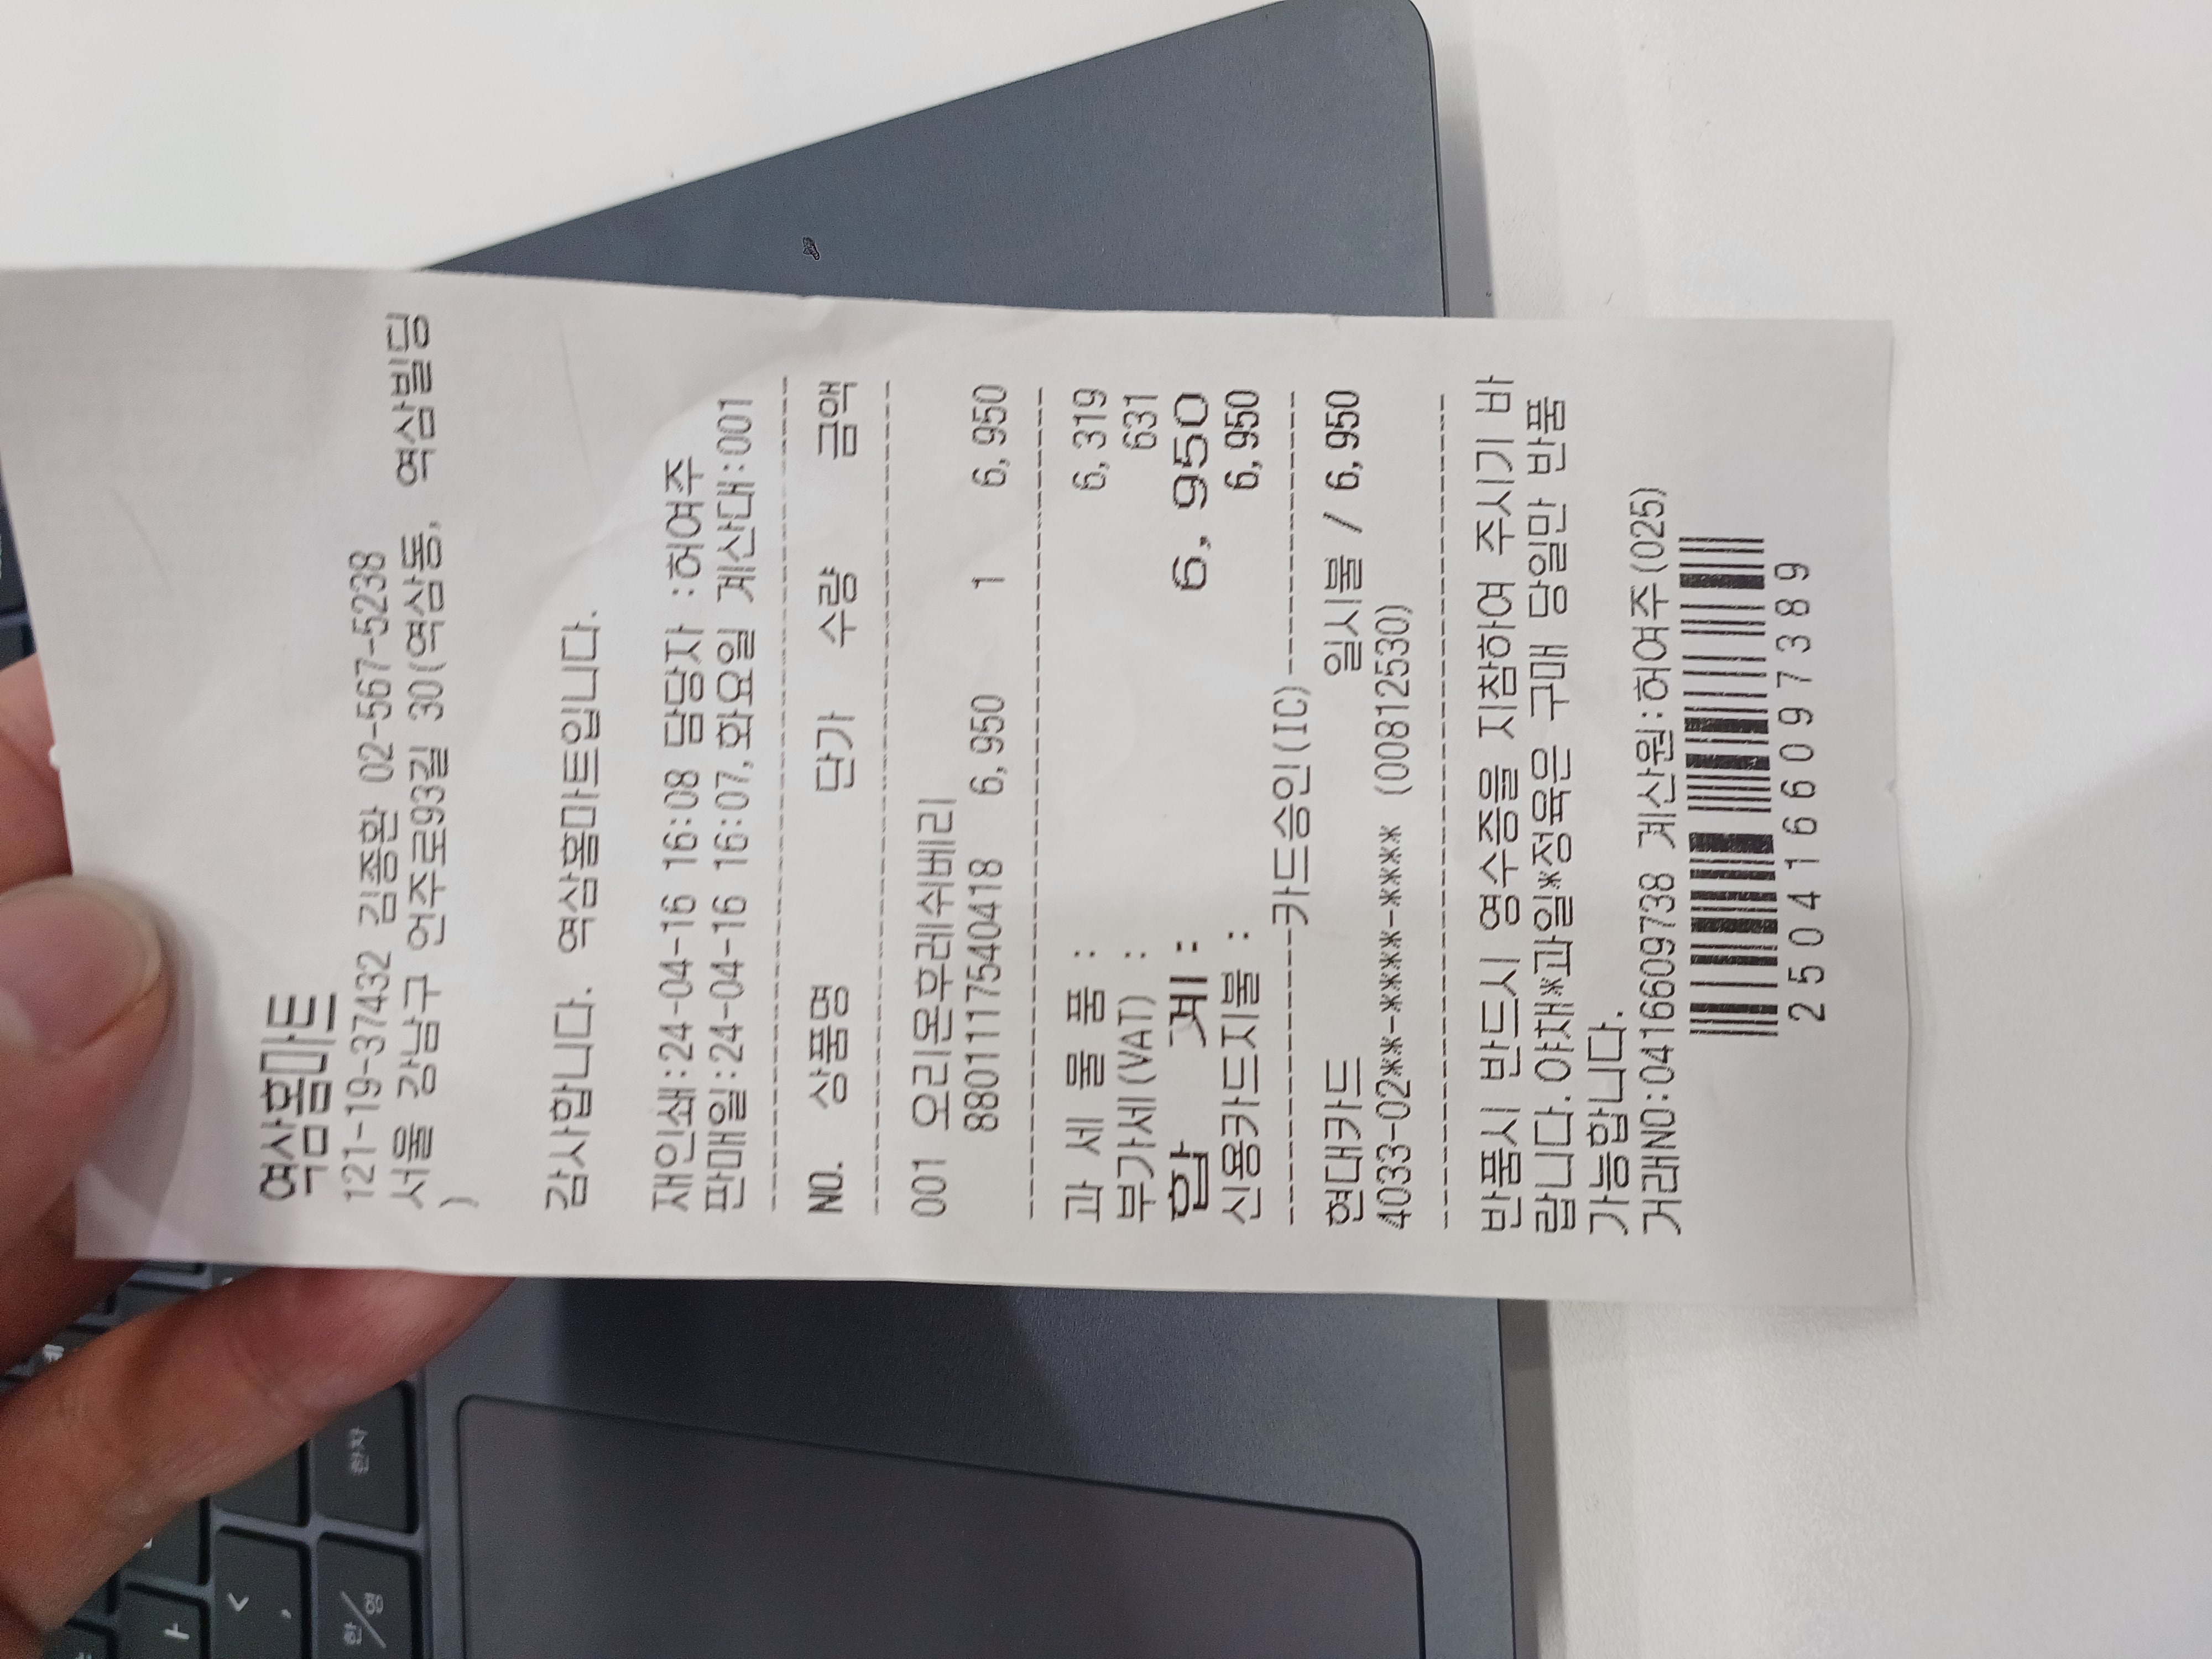 역삼홈마트
121-19-37432 김종환 02-567-5238
서울 강남구 언주로93길 30(역삼동, 역삼빌딩
)
감사합니다. 역삼홈마트입니다.
재인쇄:24-04-16 16:08 담당자 :허여주
판매일:24-04-16 16:07,화요일 계산대:001
NO. 상품명 단가 수량 금액
001 오리온후레쉬베리
8801117540418 6,950 1 6,950
과 세 물 품 : 6,319
부가세(VAT) : 631
합 계 : 6,950
신용카드지불 : 6,950
--------------카드승인(IC)--------------
현대카드 일시불 / 6,950
4033-02**-****-**** (00812530)
반품시 반드시 영수증을 지참하여 주시기 바
랍니다.야채*과일*정육은 구매 당일만 반품
가능합니다.
거래NO:0416609738 계산원:허여주(025)
2504166097389
<
,
한/영
한자
ㅏ